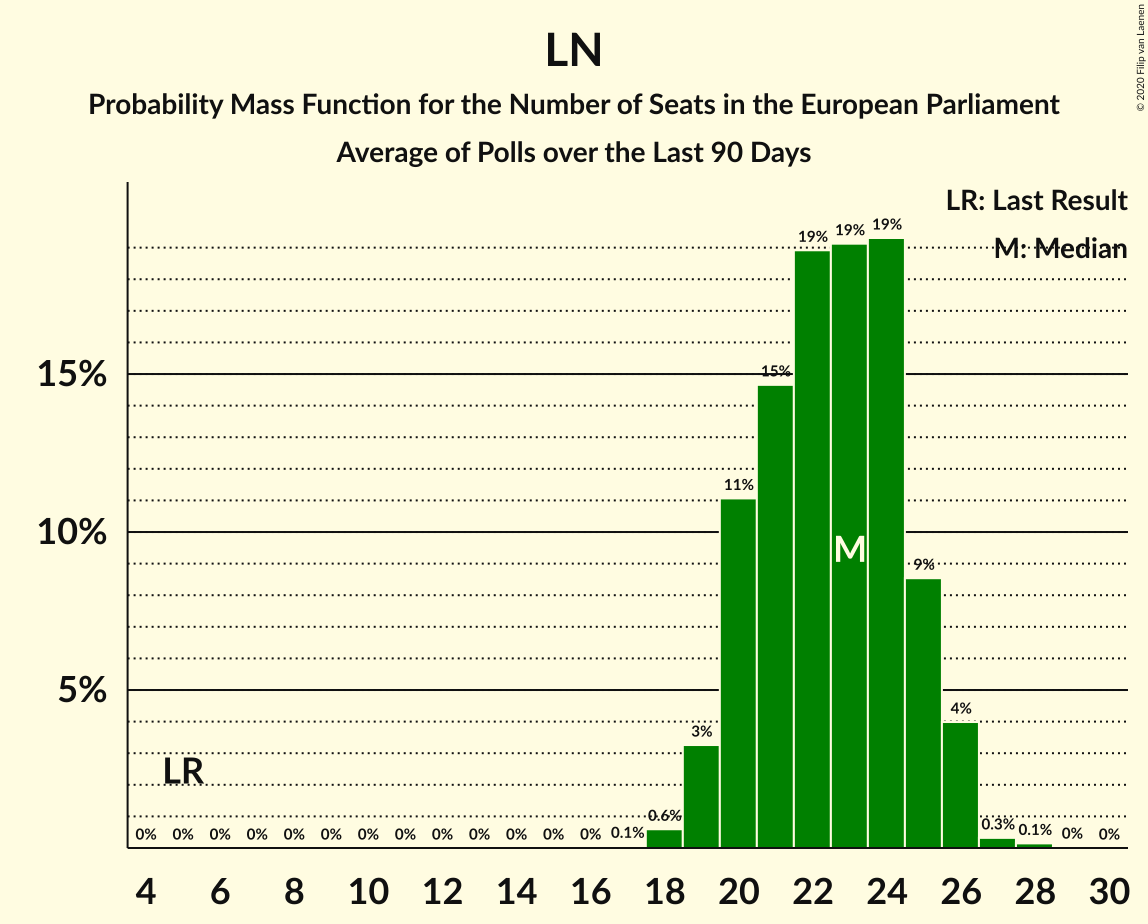 LN
Probability Mass Function for the Number of Seats in the European Parliament
Average of Polls over the Last 90 Days
© 2020 Filip van Laenen
LR: Last Result
M: Median
19% 19% 19%
15% 15%
11%
10%
M
9%
5%
4%
3%
LR
0% 0% 0% 0% 0% 0% 0% 0% 0% 0% 0% 0% 0% 0.1% 0.6% 0.3% 0.1% 0% 0%
4 6 8 10 12 14 16 18 20 22 24 26 28 30